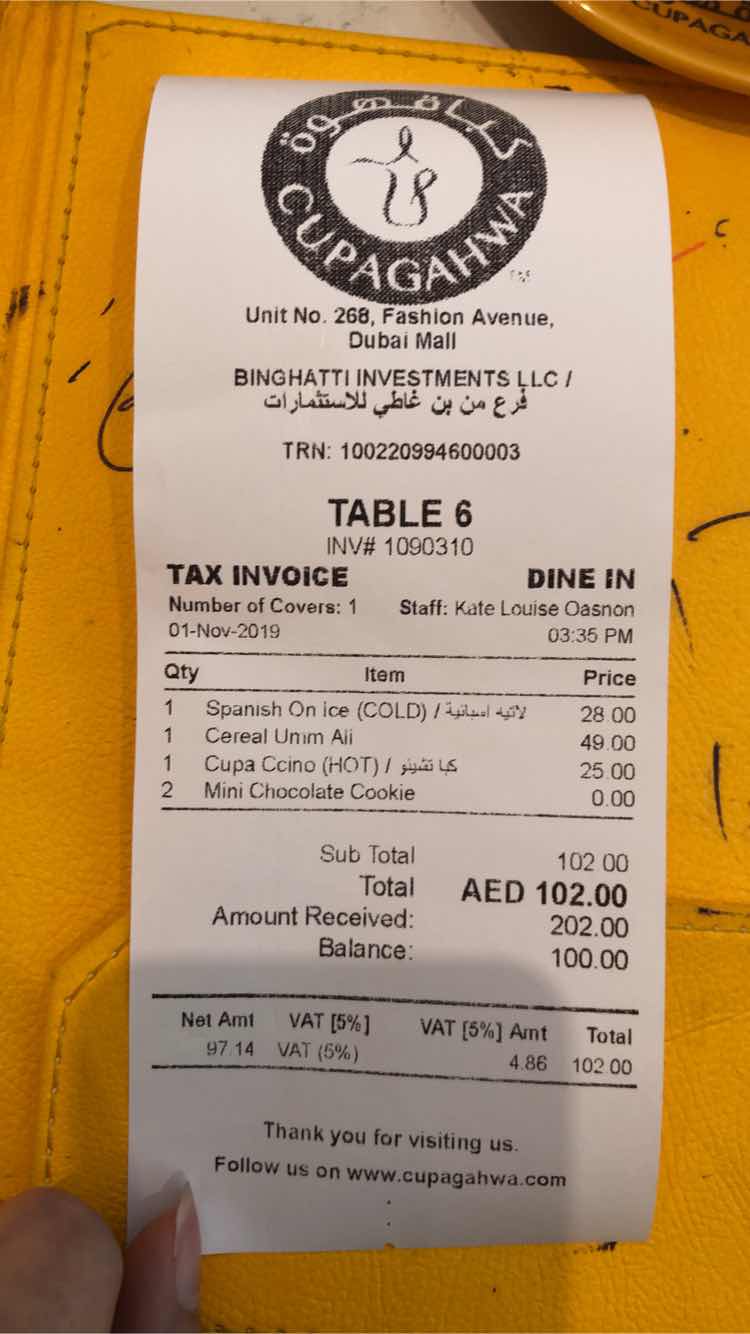 كباقهوة
CUPAGAHWA
TM
Unit No. 268, Fashion Avenue,
Dubai Mall
BINGHATTI INVESTMENTS LLC /
فرع من بن غاطي للاستثمارات
TRN: 100220994600003
TABLE 6
INV# 1090310
TAX INVOICE DINE IN
Number of Covers: 1 Staff: Kate Louise Oasnon
01-Nov-2019 03:35 PM
Qty Item Price
1 Spanish On Ice (COLD) / لاتيه اسبانية 28.00
1 Cereal Umm Ali 49.00
1 Cupa Ccino (HOT) / كبا تشينو 25.00
2 Mini Chocolate Cookie 0.00
Sub Total 102.00
Total AED 102.00
Amount Received: 202.00
Balance: 100.00
Net Amt VAT [5%] VAT [5%] Amt Total
97.14 VAT (5%) 4.86 102.00
Thank you for visiting us.
Follow us on www.cupagahwa.com